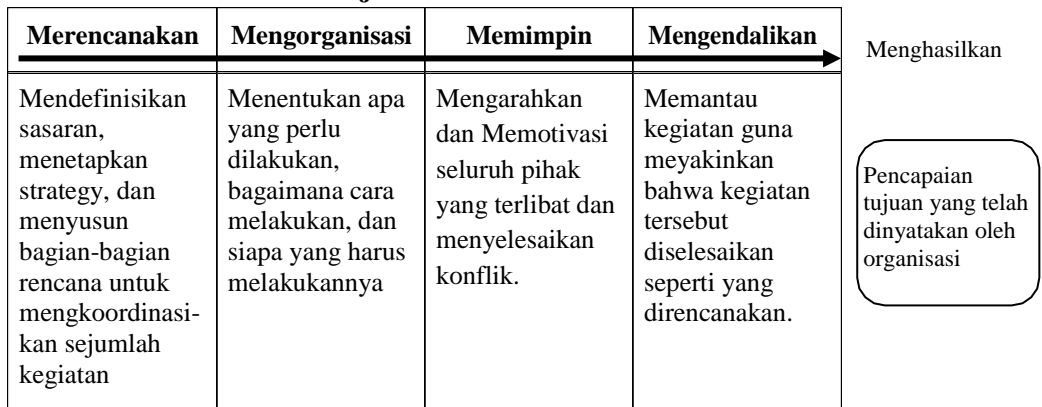 Merencanakan
Mengorganisasi
Memimpin
Mengendalikan
Menghasilkan
Mendefinisikan
sasaran,
menetapkan
strategy, dan
menyusun
bagian-bagian
rencana untuk
mengkoordinasi-
kan sejumlah
kegiatan
Menentukan apa
yang perlu
dilakukan,
bagaimana cara
melakukan, dan
siapa yang harus
melakukannya
Mengarahkan
dan Memotivasi
seluruh pihak
yang terlibat dan
menyelesaikan
konflik.
Memantau
kegiatan guna
meyakinkan
bahwa kegiatan
tersebut
diselesaikan
seperti yang
direncanakan.
Pencapaian
tujuan yang telah
dinyatakan oleh
organisasi